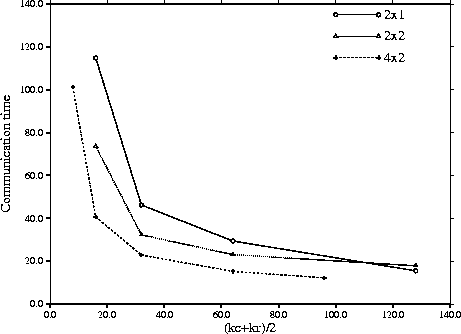 140.0
2x1
2x2
4x2
120.0
100.0
80.0
60.0
40.0
20.0
0.0
Communication time
0.0 20.0 40.0 60.0 80.0 100.0 120.0 140.0
(kc+kr)/2